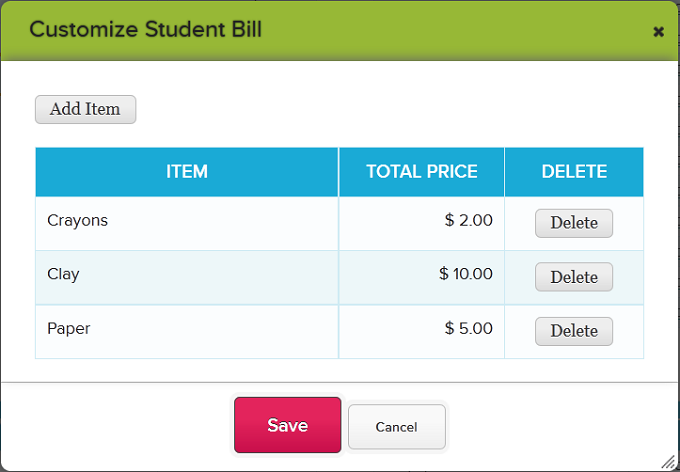 Customize Student Bill
Add Item
ITEM TOTAL PRICE DELETE
Crayons $ 2.00 Delete
Clay $ 10.00 Delete
Paper $ 5.00 Delete
Save Cancel